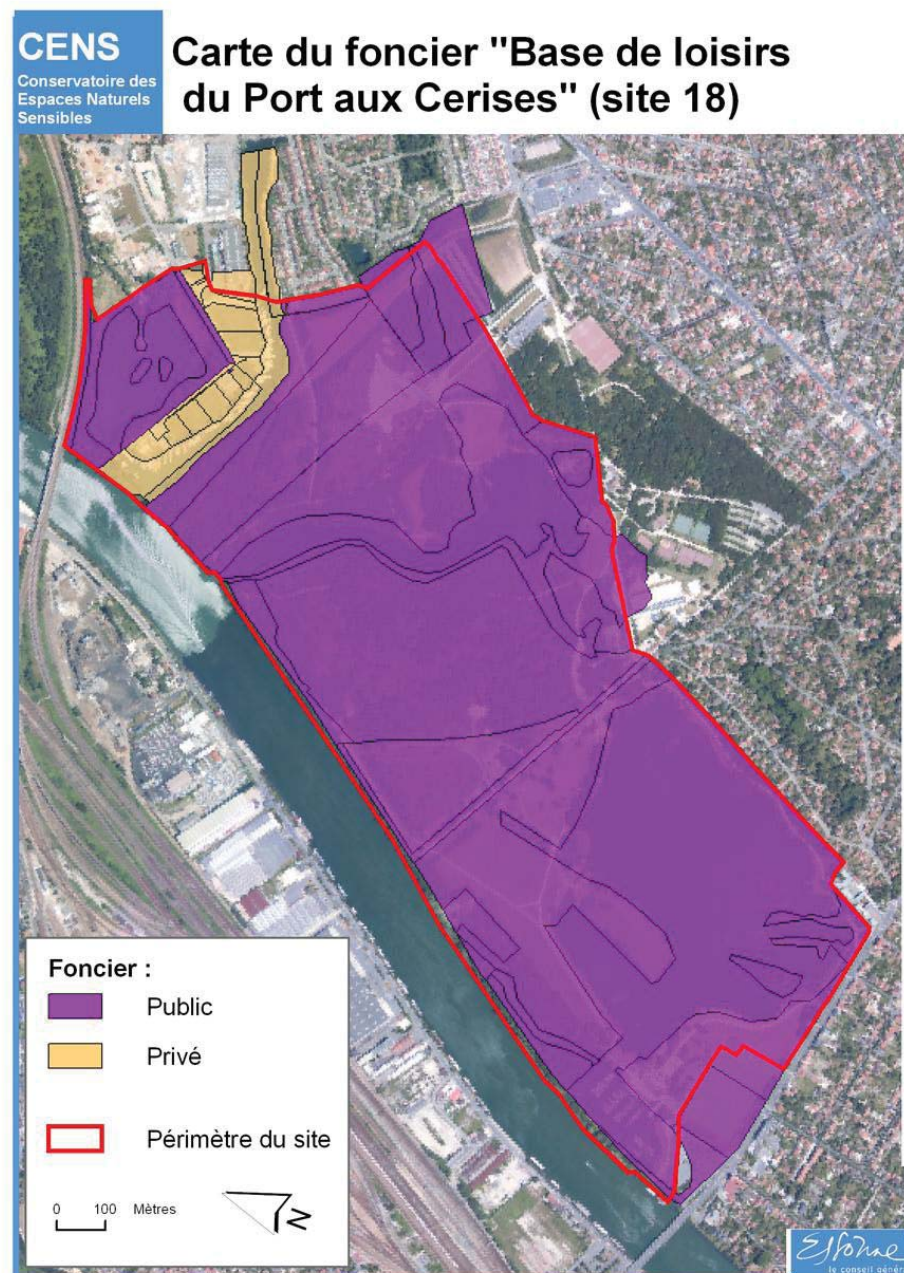 CENS
Conservatoire des
Espaces Naturels
Sensibles
Carte du foncier "Base de loisirs
du Port aux Cerises" (site 18)
Foncier :
Public
Privé
Périmètre du site
0 100 Mètres
N
Essonne
le conseil génér